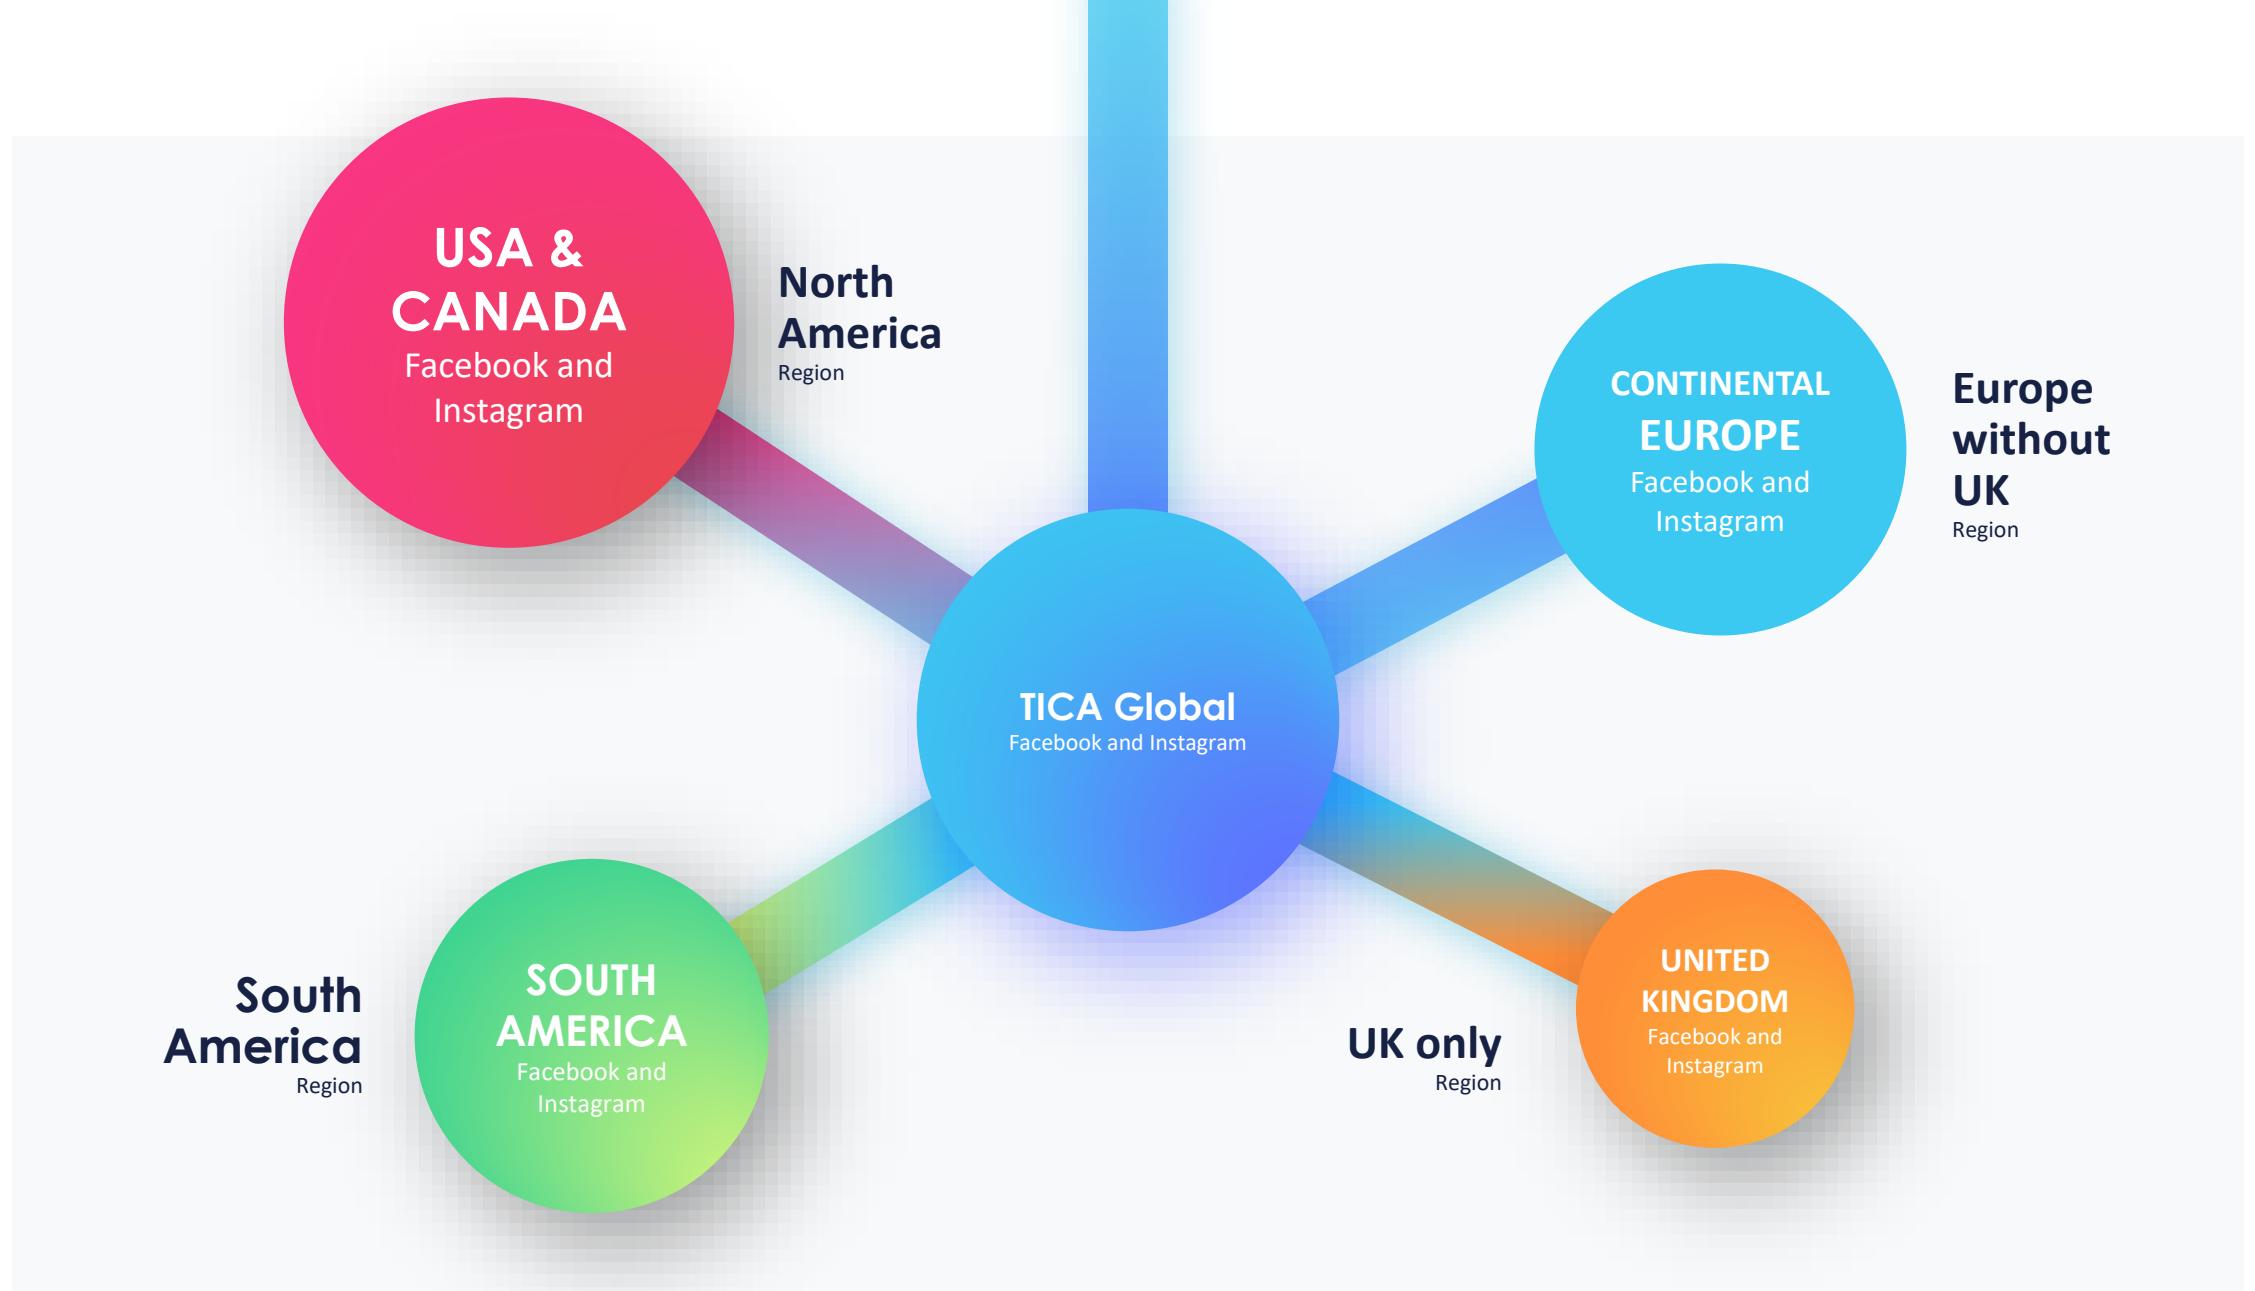 USA &
CANADA
Facebook and
Instagram
North
America
Region
CONTINENTAL
EUROPE
Facebook and
Instagram
Europe
without
UK
Region
TICA Global
Facebook and Instagram
South
America
Region
SOUTH
AMERICA
Facebook and
Instagram
UK only
Region
UNITED
KINGDOM
Facebook and
Instagram